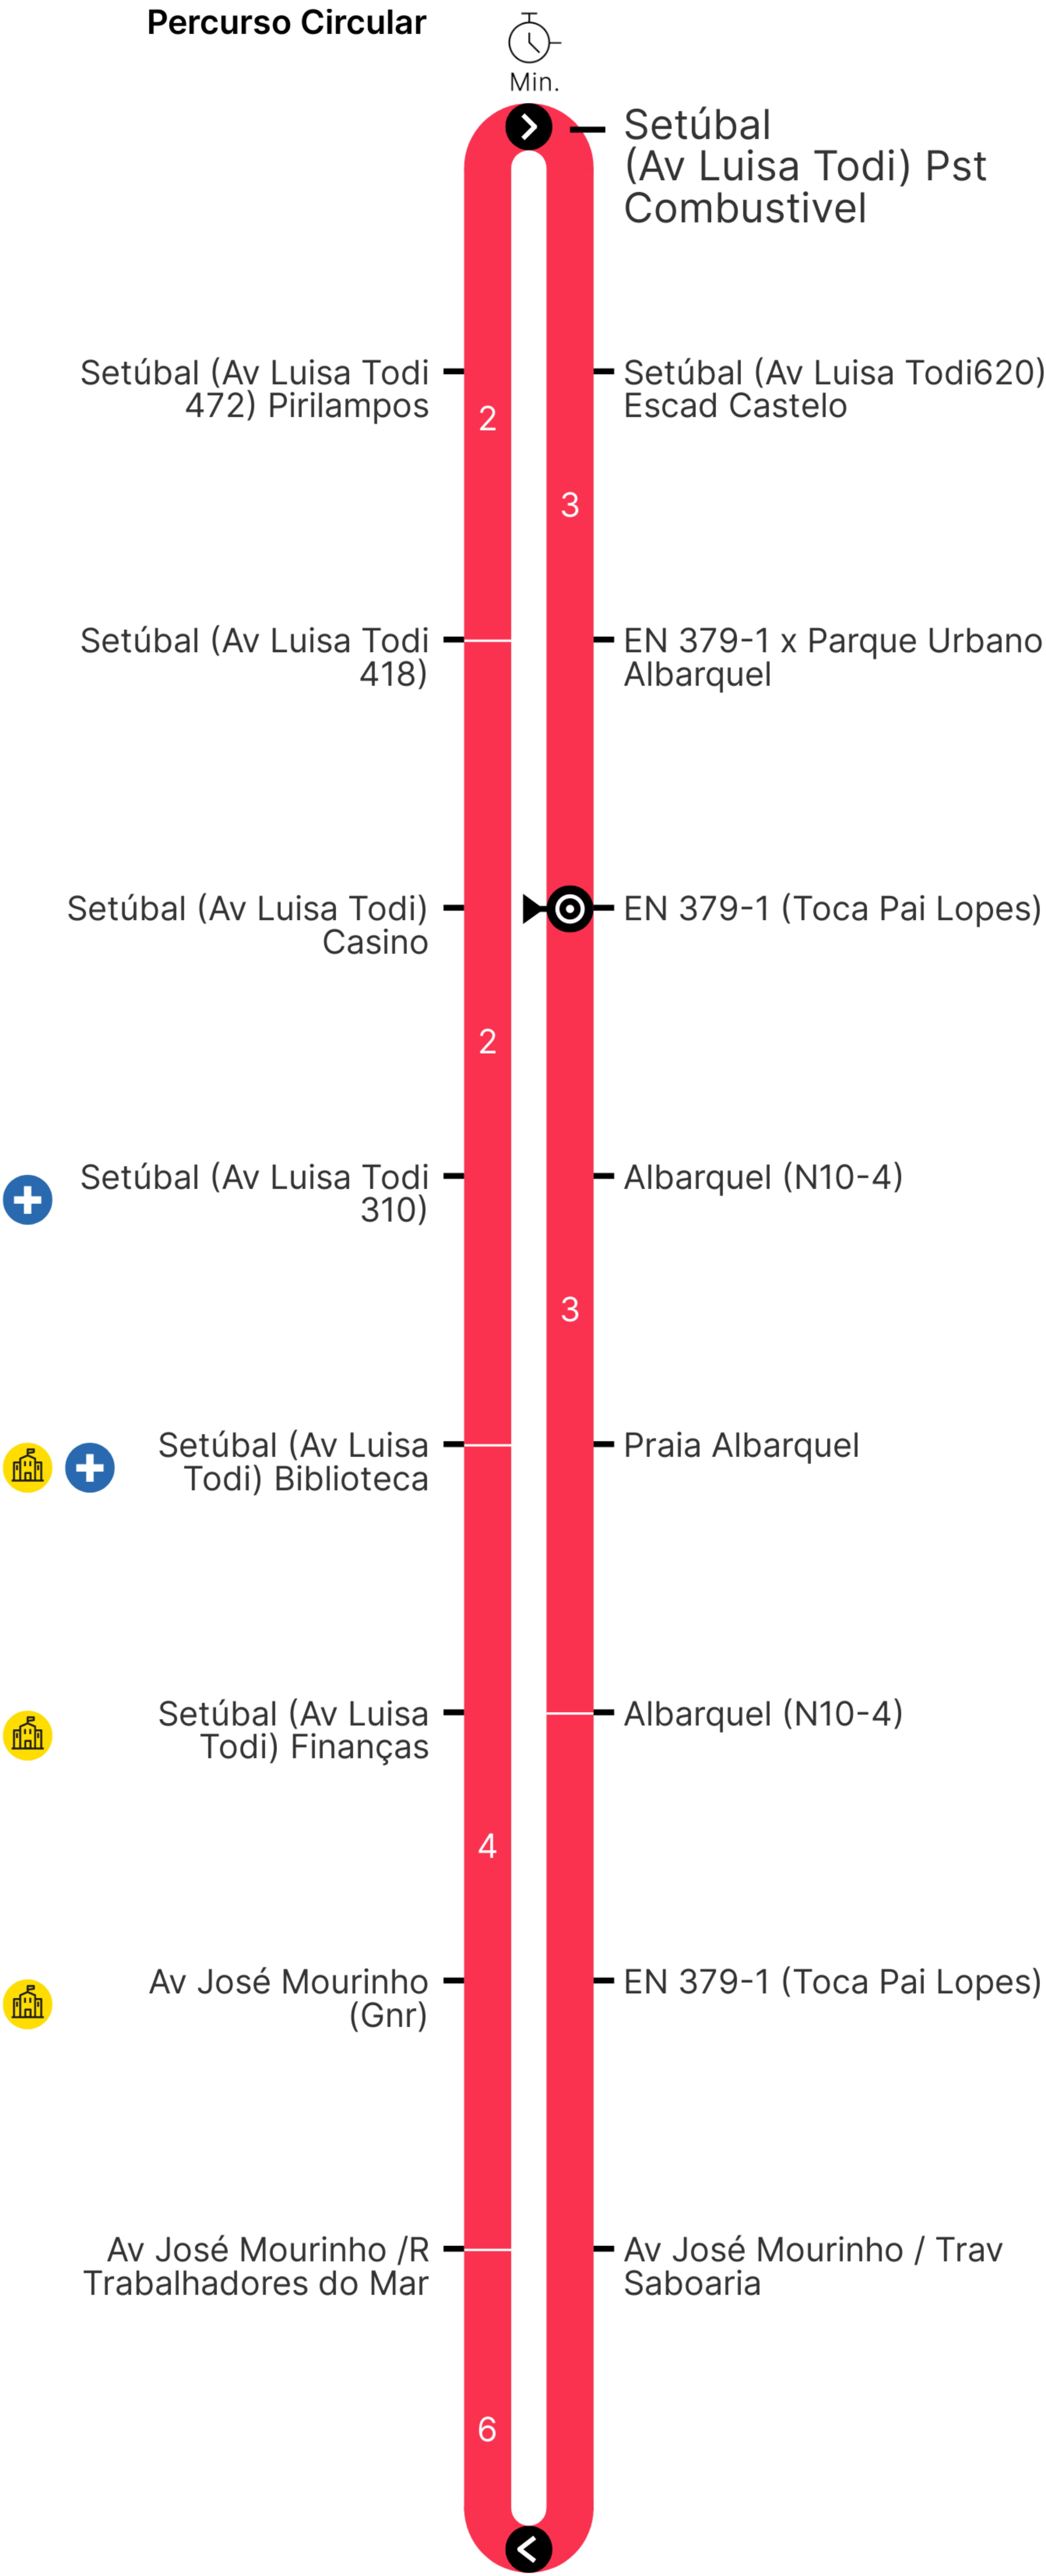 Percurso Circular
Min.
Setúbal
(Av Luisa Todi) Pst
Combustivel
Setúbal (Av Luisa Todi
472) Pirilampos
2
Setúbal (Av Luisa Todi620)
Escad Castelo
3
Setúbal (Av Luisa Todi
418)
EN 379-1 x Parque Urbano
Albarquel
Setúbal (Av Luisa Todi)
Casino
EN 379-1 (Toca Pai Lopes)
2
Setúbal (Av Luisa Todi
310)
Albarquel (N10-4)
3
Setúbal (Av Luisa
Todi) Biblioteca
Praia Albarquel
Setúbal (Av Luisa
Todi) Finanças
Albarquel (N10-4)
4
Av José Mourinho
(Gnr)
EN 379-1 (Toca Pai Lopes)
Av José Mourinho /R
Trabalhadores do Mar
Av José Mourinho / Trav
Saboaria
6